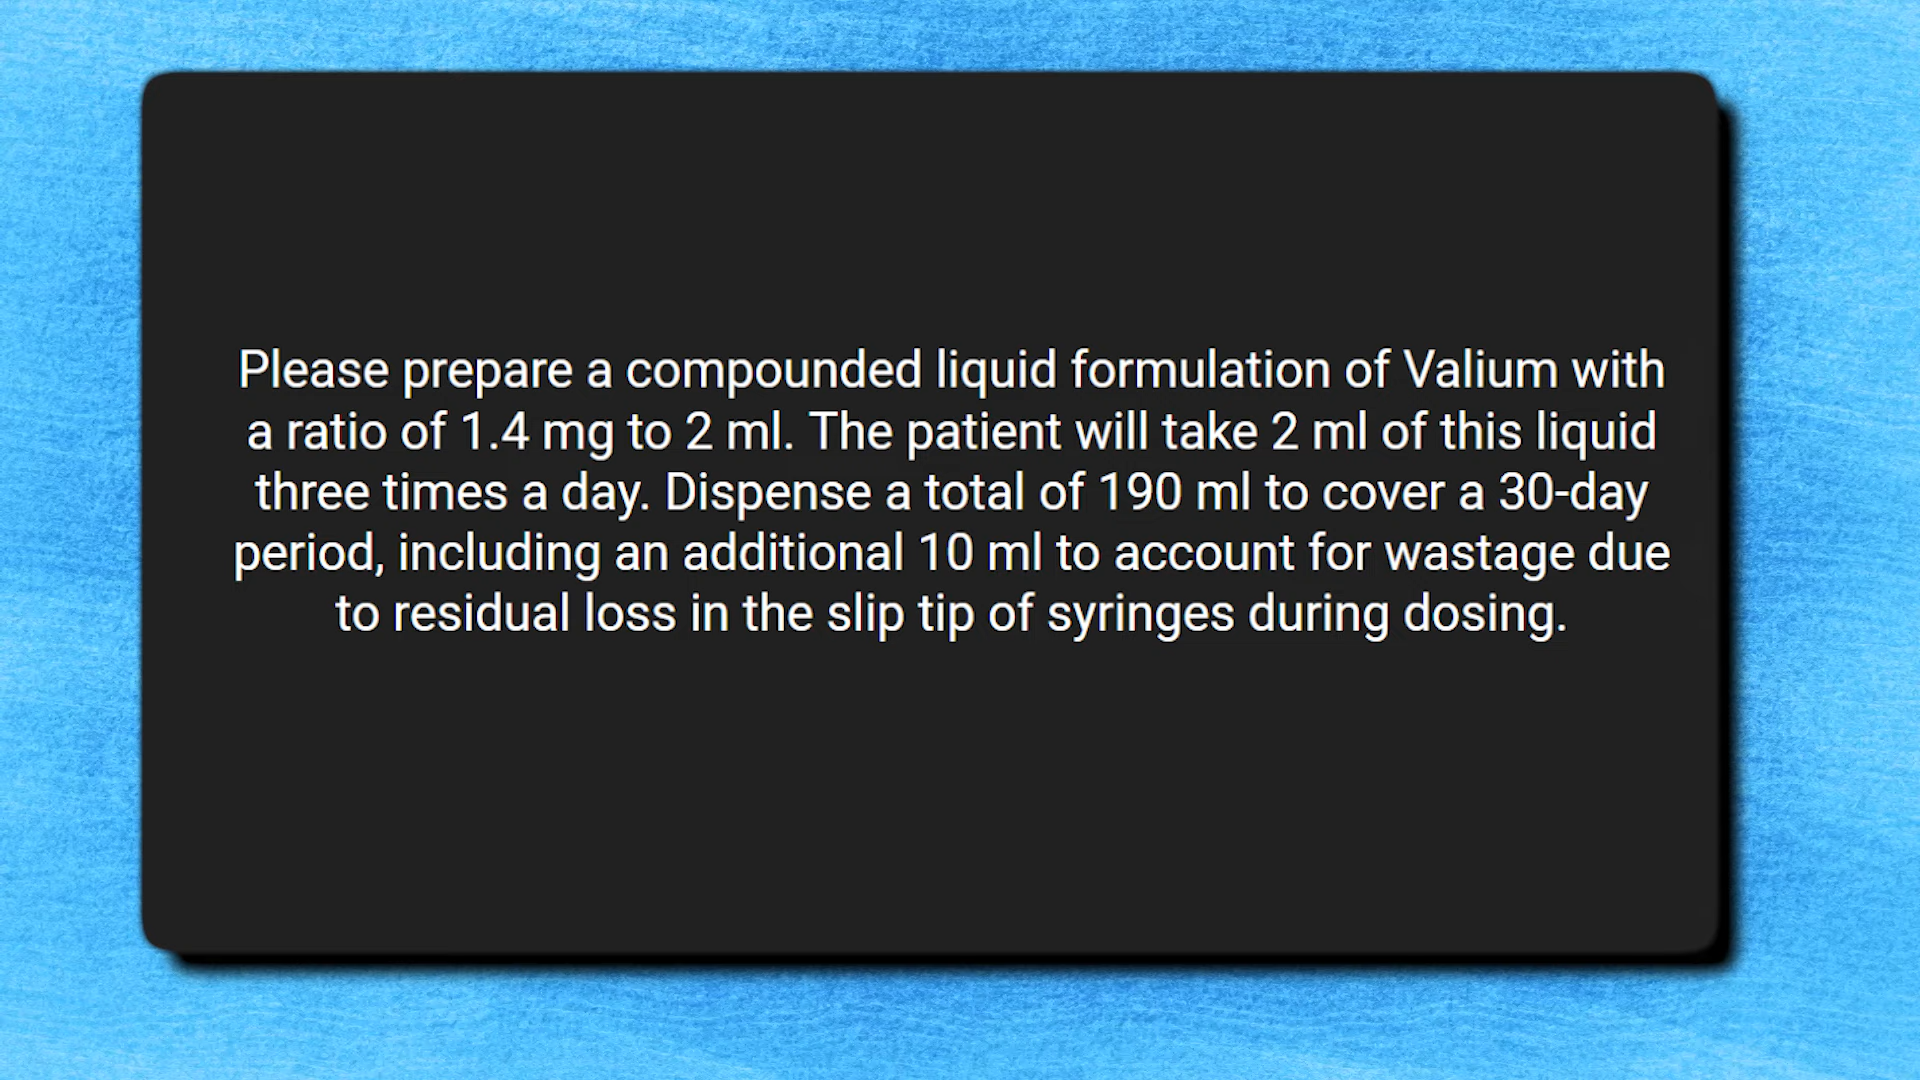 Please prepare a compounded liquid formulation of Valium with
a ratio of 1.4 mg to 2 ml. The patient will take 2 ml of this liquid
three times a day. Dispense a total of 190 ml to cover a 30-day
period, including an additional 10 ml to account for wastage due
to residual loss in the slip tip of syringes during dosing.